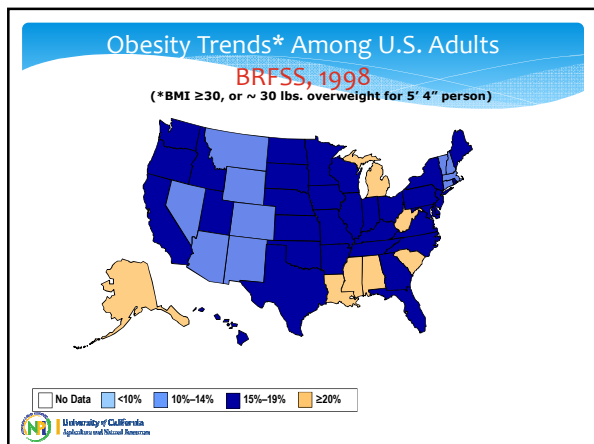 Obesity Trends* Among U.S. Adults
BRFSS, 1998
(*BMI ≥30, or ~ 30 lbs. overweight for 5’ 4” person)
No Data <10% 10%–14% 15%–19% ≥20%
University of California
Agriculture and Natural Resources